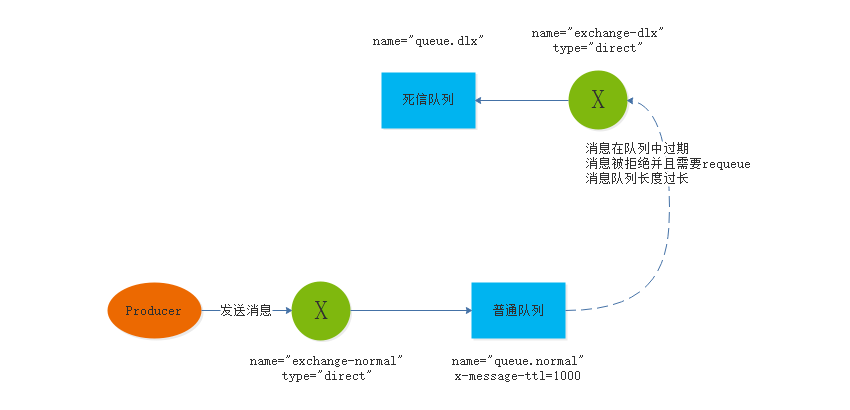 name="queue.dlx"
name="exchange-dlx"
type="direct"
死信队列
X
消息在队列中过期
消息被拒绝并且需要requeue
消息队列长度过长
Producer
发送消息
X
普通队列
name="exchange-normal"
type="direct"
name="queue.normal"
x-message-ttl=1000